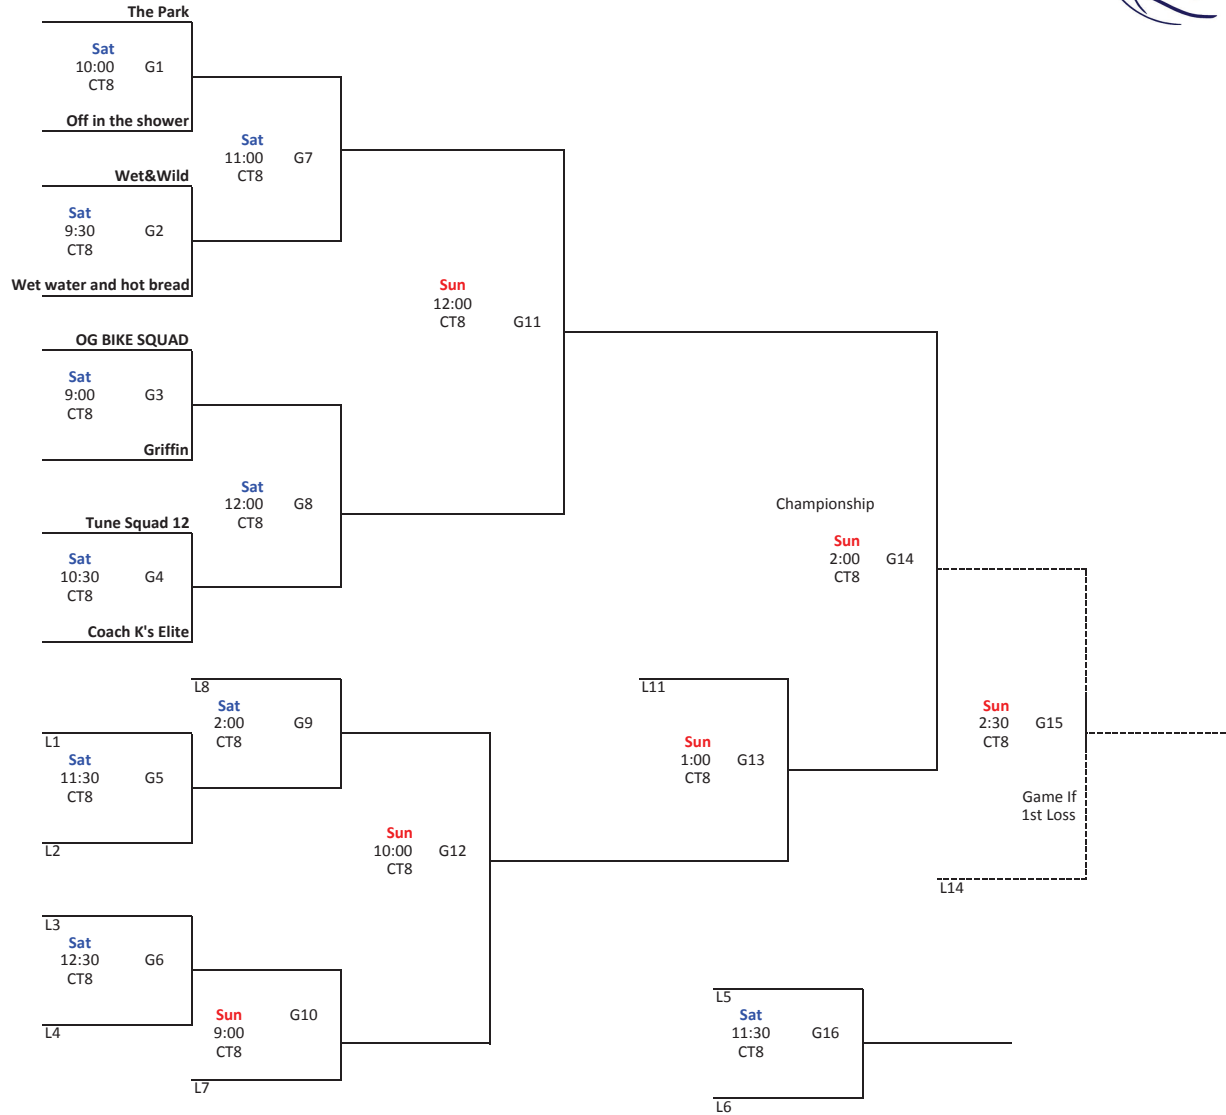 The Park
Sat
10:00 G1
CT8
Off in the shower
Sat
11:00 G7
CT8
Wet&Wild
Sat
9:30 G2
CT8
Wet water and hot bread
Sun
12:00
CT8 G11
OG BIKE SQUAD
Sat
9:00 G3
CT8
Griffin
Sat
12:00 G8
CT8
Tune Squad 12
Sat
10:30 G4
CT8
Coach K's Elite
Championship
Sun
2:00 G14
CT8
L8
Sat
2:00 G9
CT8
L1
Sat
11:30 G5
CT8
L2
L11
Sun
1:00 G13
CT8
Sun
2:30 G15
CT8
Game If
1st Loss
L14
Sun
10:00 G12
CT8
L3
Sat
12:30 G6
CT8
L4
Sun G10
9:00
CT8
L7
L5
Sat
11:30 G16
CT8
L6